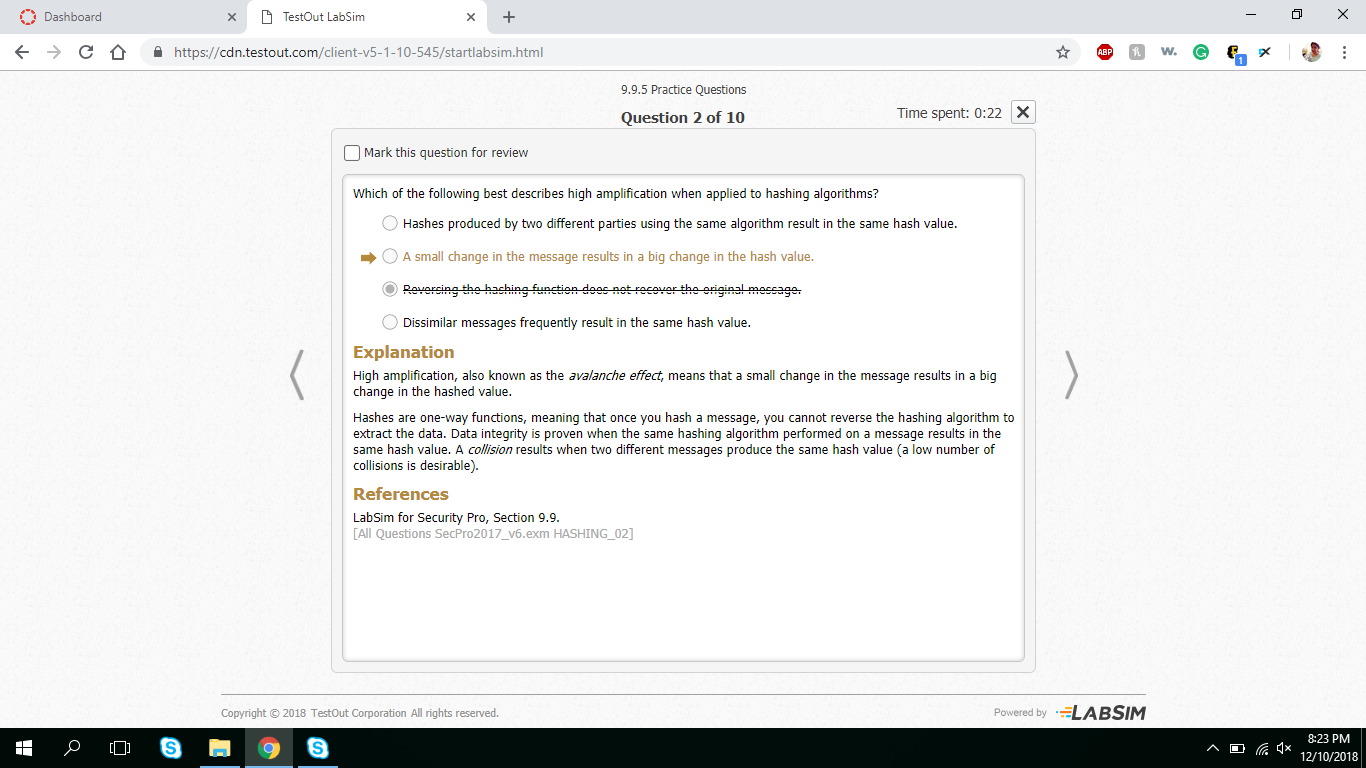 Dashboard
TestOut LabSim
https://cdn.testout.com/client-v5-1-10-545/startlabsim.html
ABP
w.
1
9.9.5 Practice Questions
Question 2 of 10
Time spent: 0:22
Mark this question for review
Which of the following best describes high amplification when applied to hashing algorithms?
Hashes produced by two different parties using the same algorithm result in the same hash value.
A small change in the message results in a big change in the hash value.
Reversing the hashing function does not recover the original message.
Dissimilar messages frequently result in the same hash value.
Explanation
High amplification, also known as the avalanche effect, means that a small change in the message results in a big
change in the hashed value.
Hashes are one-way functions, meaning that once you hash a message, you cannot reverse the hashing algorithm to
extract the data. Data integrity is proven when the same hashing algorithm performed on a message results in the
same hash value. A collision results when two different messages produce the same hash value (a low number of
collisions is desirable).
References
LabSim for Security Pro, Section 9.9.
[All Questions SecPro2017_v6.exm HASHING_02]
Copyright © 2018 TestOut Corporation All rights reserved.
Powered by LABSIM
8:23 PM
12/10/2018